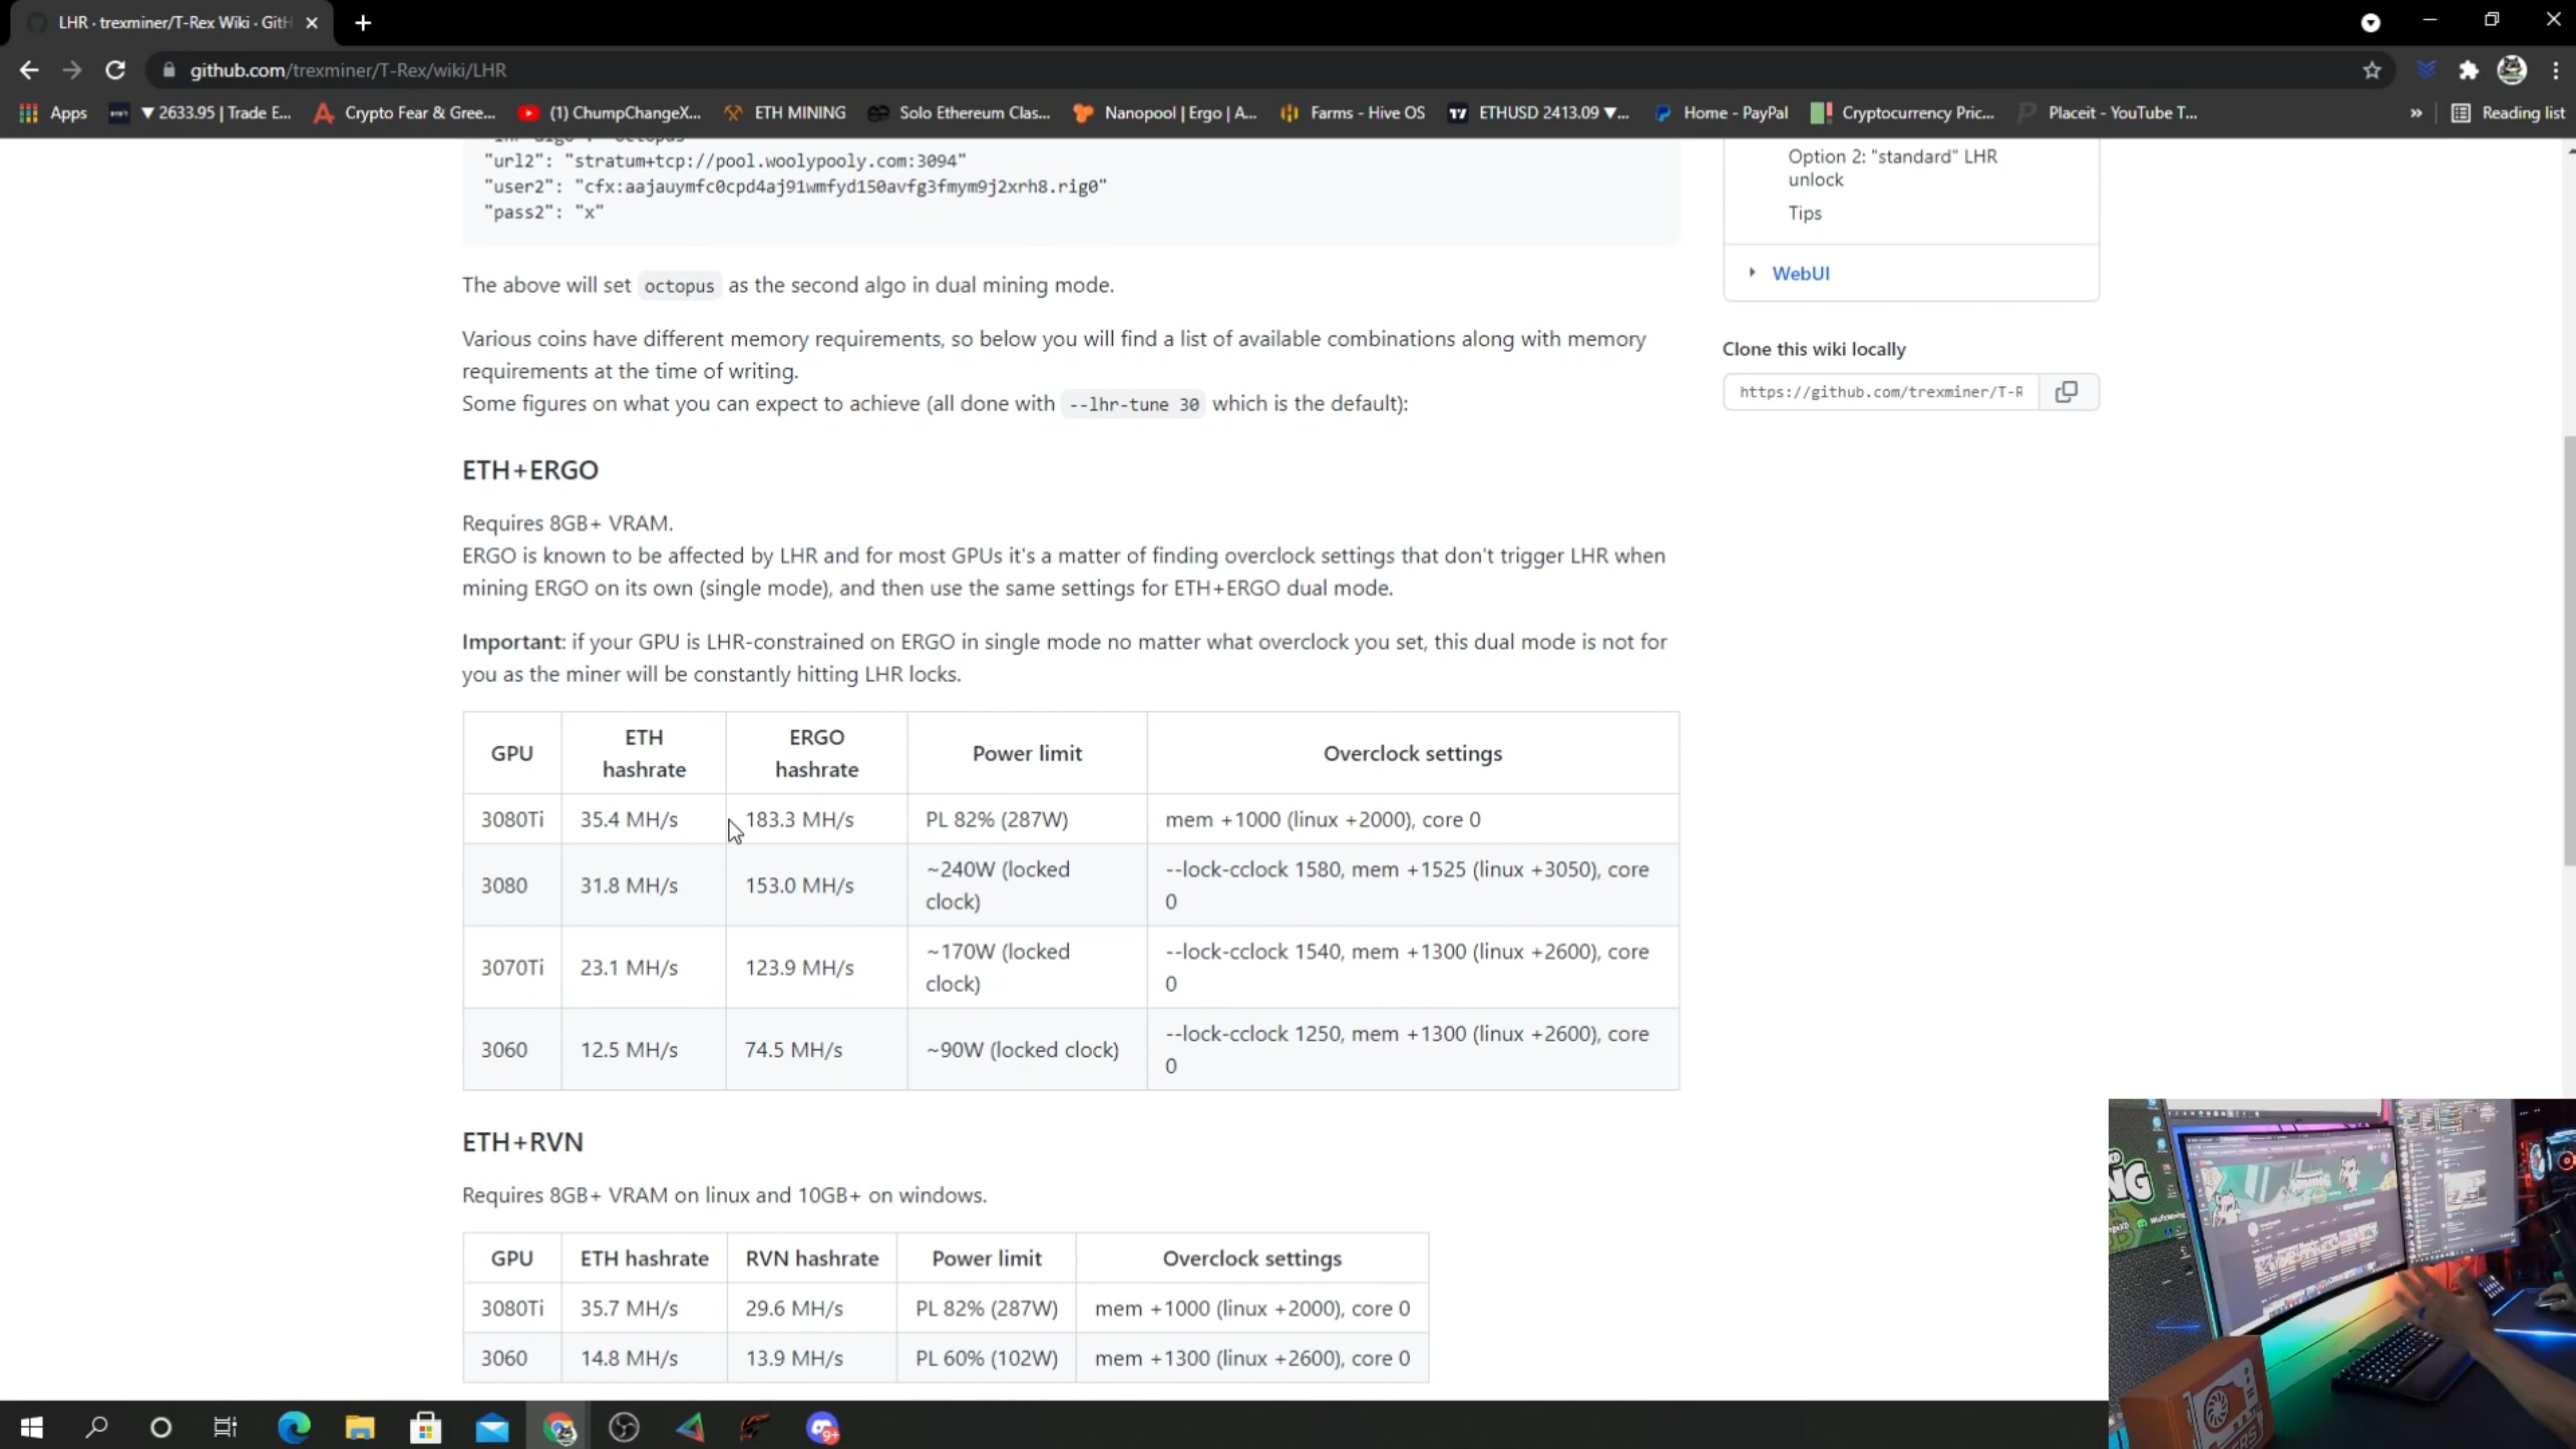 LHR · trexminer/T-Rex Wiki · GitH
github.com/trexminer/T-Rex/wiki/LHR
Apps
▼ 2633.95 | Trade E...
Crypto Fear & Gree...
(1) ChumpChangeX...
ETH MINING
Solo Ethereum Clas...
Nanopool | Ergo | A...
Farms - Hive OS
ETHUSD 2413.09 ▼...
Home - PayPal
Cryptocurrency Pric...
Placeit - YouTube T...
»
Reading list
"url2": "stratum+tcp://pool.woolypooly.com:3094"
"user2": "cfx:aajauymfc0cpd4aj91wmfyd150avfg3fmym9j2xrh8.rig0"
"pass2": "x"
Option 2: "standard" LHR
unlock
Tips
WebUI
Clone this wiki locally
https://github.com/trexminer/T-R
The above will set octopus as the second algo in dual mining mode.
Various coins have different memory requirements, so below you will find a list of available combinations along with memory
requirements at the time of writing.
Some figures on what you can expect to achieve (all done with --lhr-tune 30 which is the default):
ETH+ERGO
Requires 8GB+ VRAM.
ERGO is known to be affected by LHR and for most GPUs it's a matter of finding overclock settings that don't trigger LHR when
mining ERGO on its own (single mode), and then use the same settings for ETH+ERGO dual mode.
Important: if your GPU is LHR-constrained on ERGO in single mode no matter what overclock you set, this dual mode is not for
you as the miner will be constantly hitting LHR locks.
GPU
ETH
hashrate
ERGO
hashrate
Power limit
Overclock settings
3080Ti
35.4 MH/s
183.3 MH/s
PL 82% (287W)
mem +1000 (linux +2000), core 0
3080
31.8 MH/s
153.0 MH/s
~240W (locked
clock)
--lock-cclock 1580, mem +1525 (linux +3050), core
0
3070Ti
23.1 MH/s
123.9 MH/s
~170W (locked
clock)
--lock-cclock 1540, mem +1300 (linux +2600), core
0
3060
12.5 MH/s
74.5 MH/s
~90W (locked clock)
--lock-cclock 1250, mem +1300 (linux +2600), core
0
ETH+RVN
Requires 8GB+ VRAM on linux and 10GB+ on windows.
GPU
ETH hashrate
RVN hashrate
Power limit
Overclock settings
3080Ti
35.7 MH/s
29.6 MH/s
PL 82% (287W)
mem +1000 (linux +2000), core 0
3060
14.8 MH/s
13.9 MH/s
PL 60% (102W)
mem +1300 (linux +2600), core 0
9+